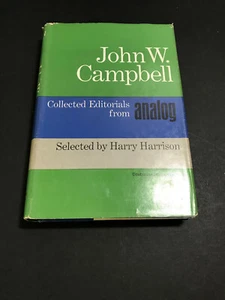 John W.
Campbell
Collected Editorials
from analog
Selected by Harry Harrison